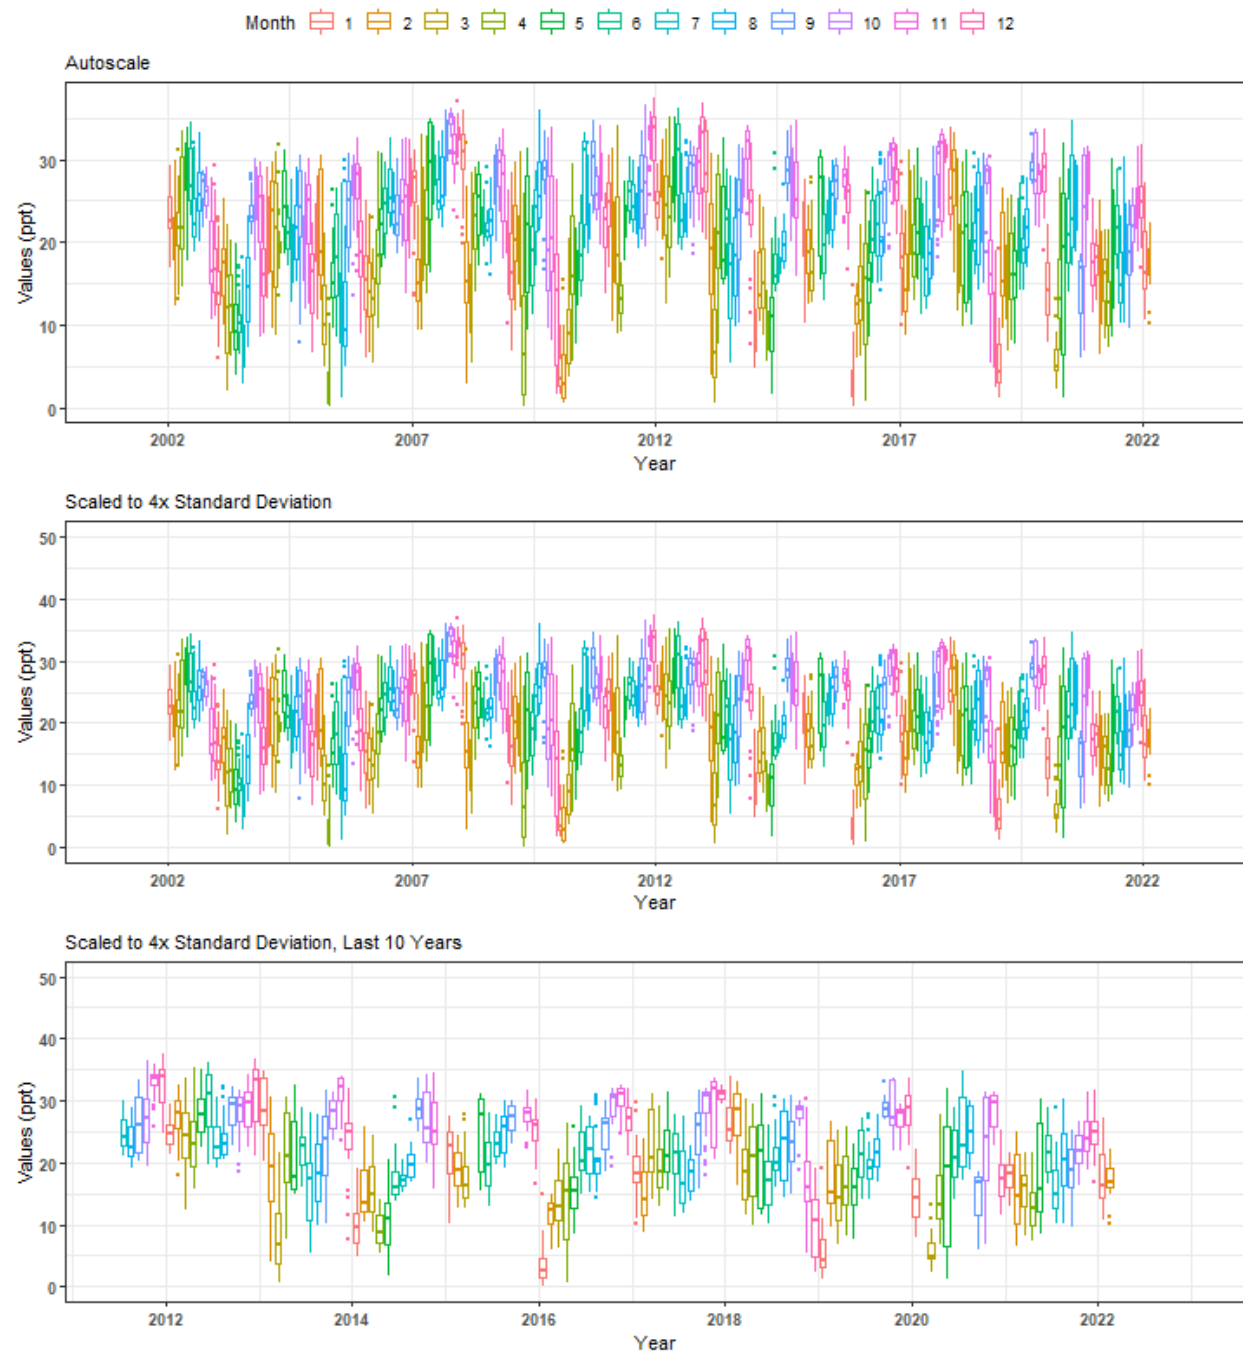 Month 1 2 3 4 5 6 7 8 9 10 11 12
Autoscale
Values (ppt)
30
20
10
0
2002 2007 2012 2017 2022
Year
Scaled to 4x Standard Deviation
Values (ppt)
50
40
30
20
10
0
2002 2007 2012 2017 2022
Year
Scaled to 4x Standard Deviation, Last 10 Years
Values (ppt)
50
40
30
20
10
0
2012 2014 2016 2018 2020 2022
Year